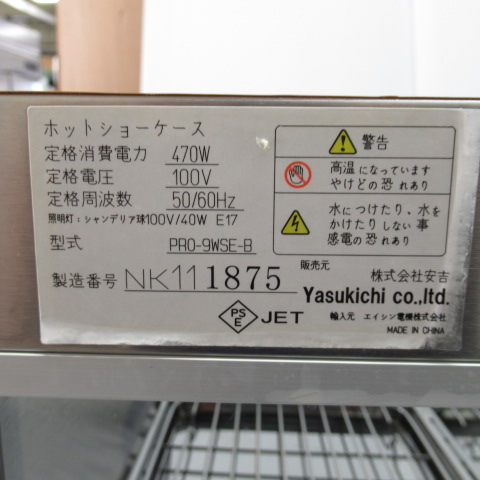 ホットショーケース
定格消費電力 470W
定格電圧 100V
定格周波数 50/60Hz
照明灯:シャンデリア球100V/40W E17
型式 PRO-9WSE-B
製造番号 NK111875
警告
高温になっています
やけどの恐れあり
水につけたり、水を
かけたりしない事
感電の恐れあり
販売元 株式会社安吉
Yasukichi co.,ltd.
輸入元 エイシン電機株式会社
MADE IN CHINA
PS
E
JET